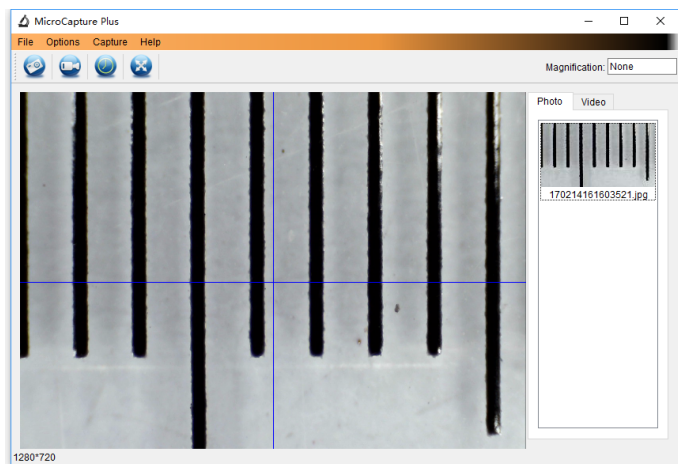 MicroCapture Plus
File Options Capture Help
Magnification: None
Photo Video
170214161603521.jpg
1280*720